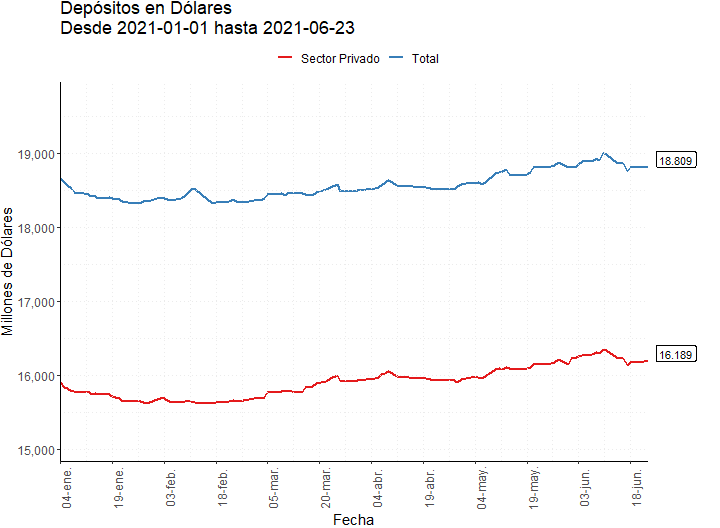 Depósitos en Dólares
Desde 2021-01-01 hasta 2021-06-23
Sector Privado
Total
Millones de Dólares
19,000
18,000
17,000
16,000
15,000
18.809
16.189
04-ene.
19-ene.
03-feb.
18-feb.
05-mar.
20-mar.
04-abr.
19-abr.
04-may.
19-may.
03-jun.
18-jun.
Fecha